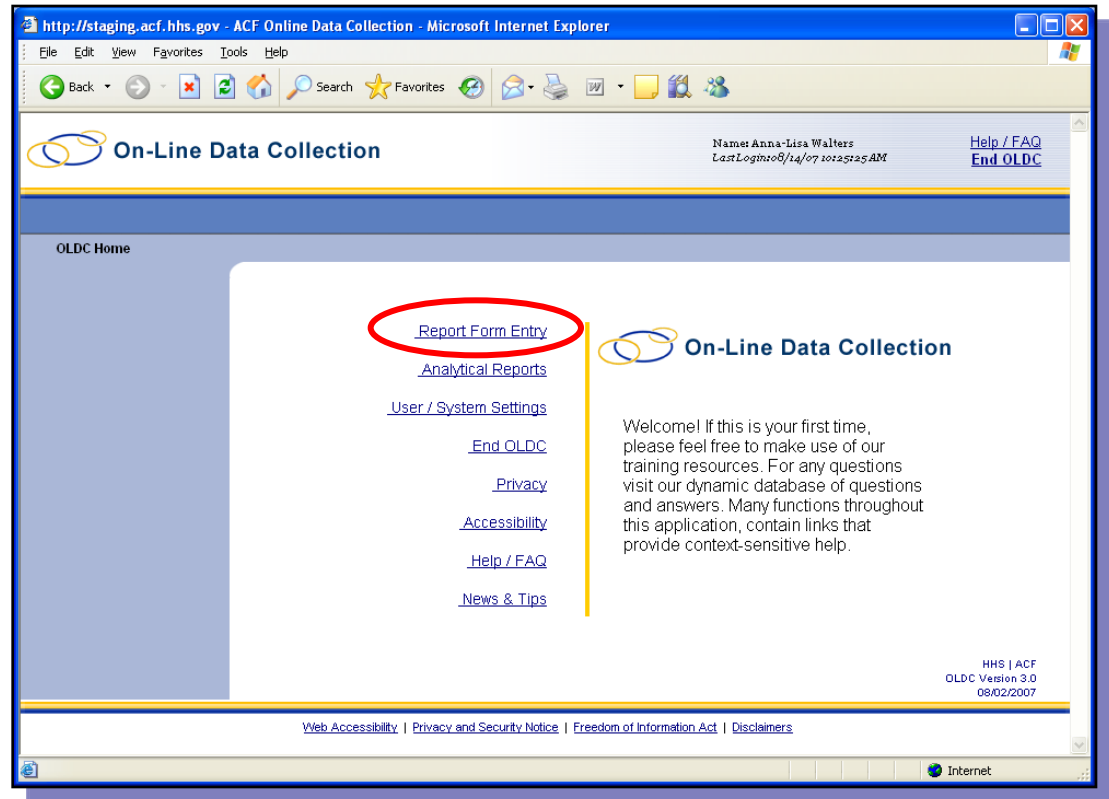 http://staging.acf.hhs.gov - ACF Online Data Collection - Microsoft Internet Explorer
File Edit View Favorites Tools Help
Back Search Favorites
On-Line Data Collection
Name: Anna-Lisa Walters
LastLogin:08/14/07 10:25:25 AM
Help / FAQ
End OLDC
OLDC Home
Report Form Entry
Analytical Reports
User / System Settings
End OLDC
Privacy
Accessibility
Help / FAQ
News & Tips
On-Line Data Collection
Welcome! If this is your first time,
please feel free to make use of our
training resources. For any questions
visit our dynamic database of questions
and answers. Many functions throughout
this application, contain links that
provide context-sensitive help.
HHS | ACF
OLDC Version 3.0
08/02/2007
Web Accessibility | Privacy and Security Notice | Freedom of Information Act | Disclaimers
Internet